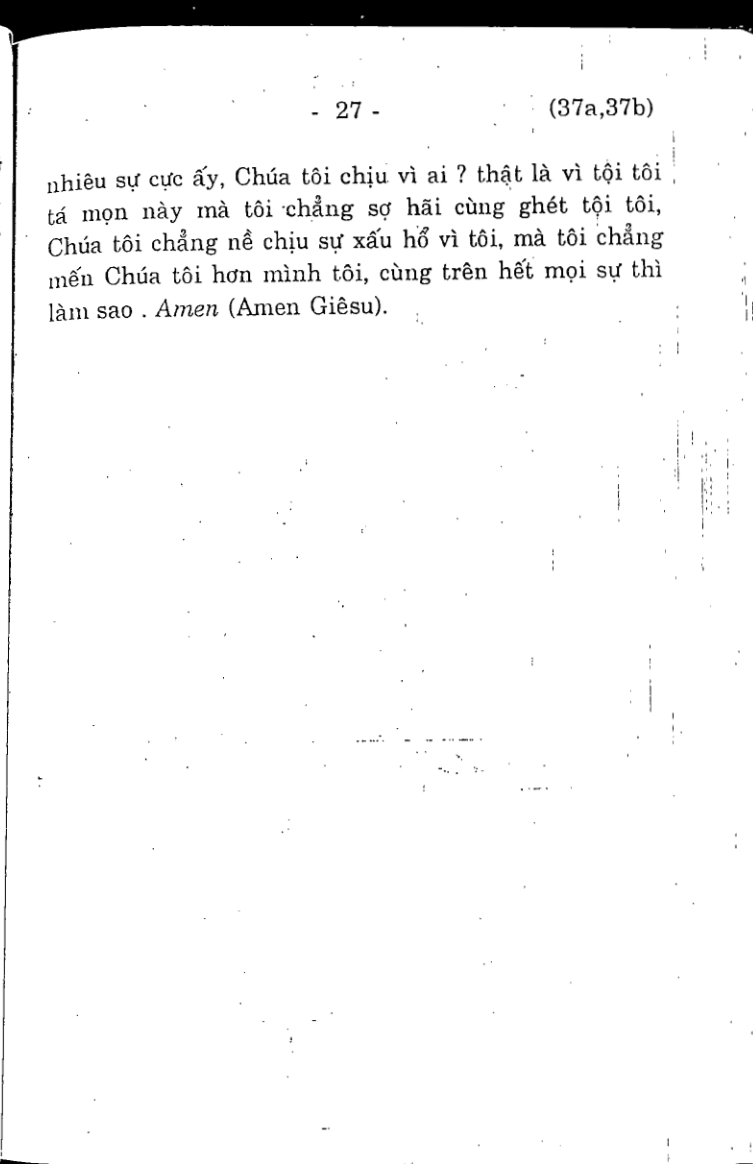 - 27 - (37a,37b)
nhiêu sự cực ấy, Chúa tôi chịu vì ai ? thật là vì tội tôi
tá mọn này mà tôi chẳng sợ hãi cùng ghét tội tôi,
Chúa tôi chẳng nề chịu sự xấu hổ vì tôi, mà tôi chẳng
mến Chúa tôi hơn mình tôi, cùng trên hết mọi sự thì
làm sao . Amen (Amen Giêsu).